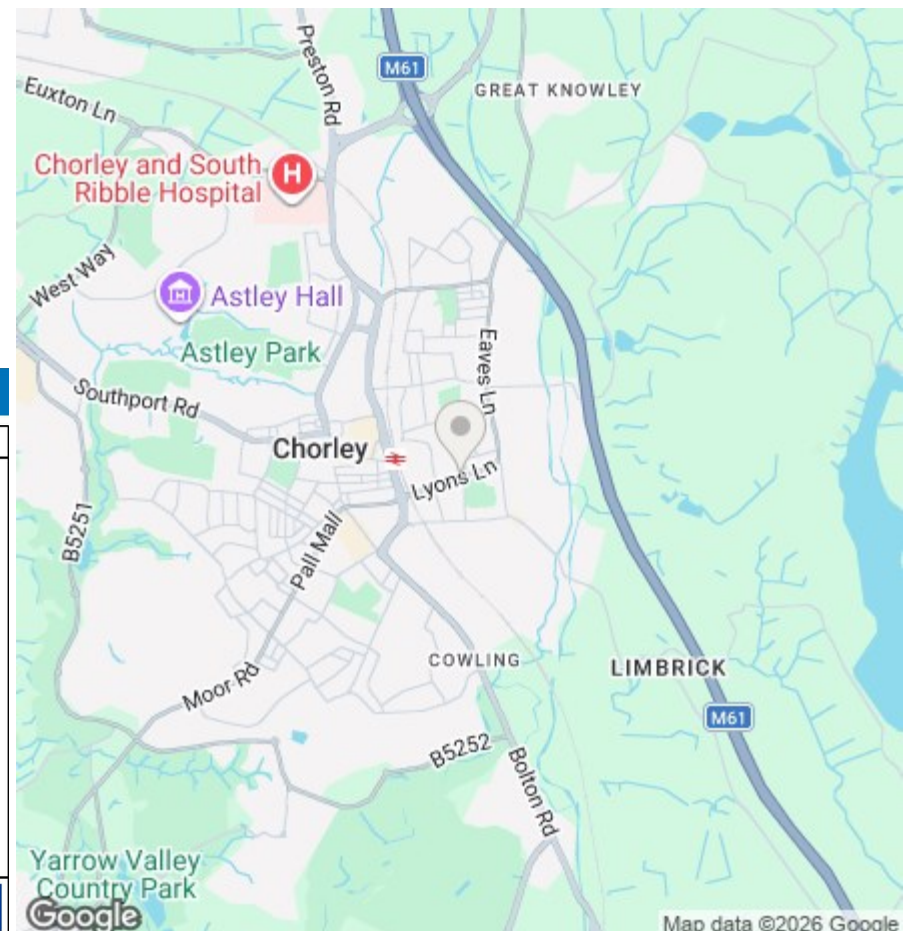 Preston Rd
M61
GREAT KNOWLEY
Euxton Ln
Chorley and South
Ribble Hospital
H
West Way
Astley Hall
Astley Park
Eaves Ln
Southport Rd
Chorley
Lyons Ln
B5251
Pall Mall
COWLING
LIMBRICK
Moor Rd
M61
B5252
Bolton Rd
Yarrow Valley
Country Park
Google
Map data ©2026 Google